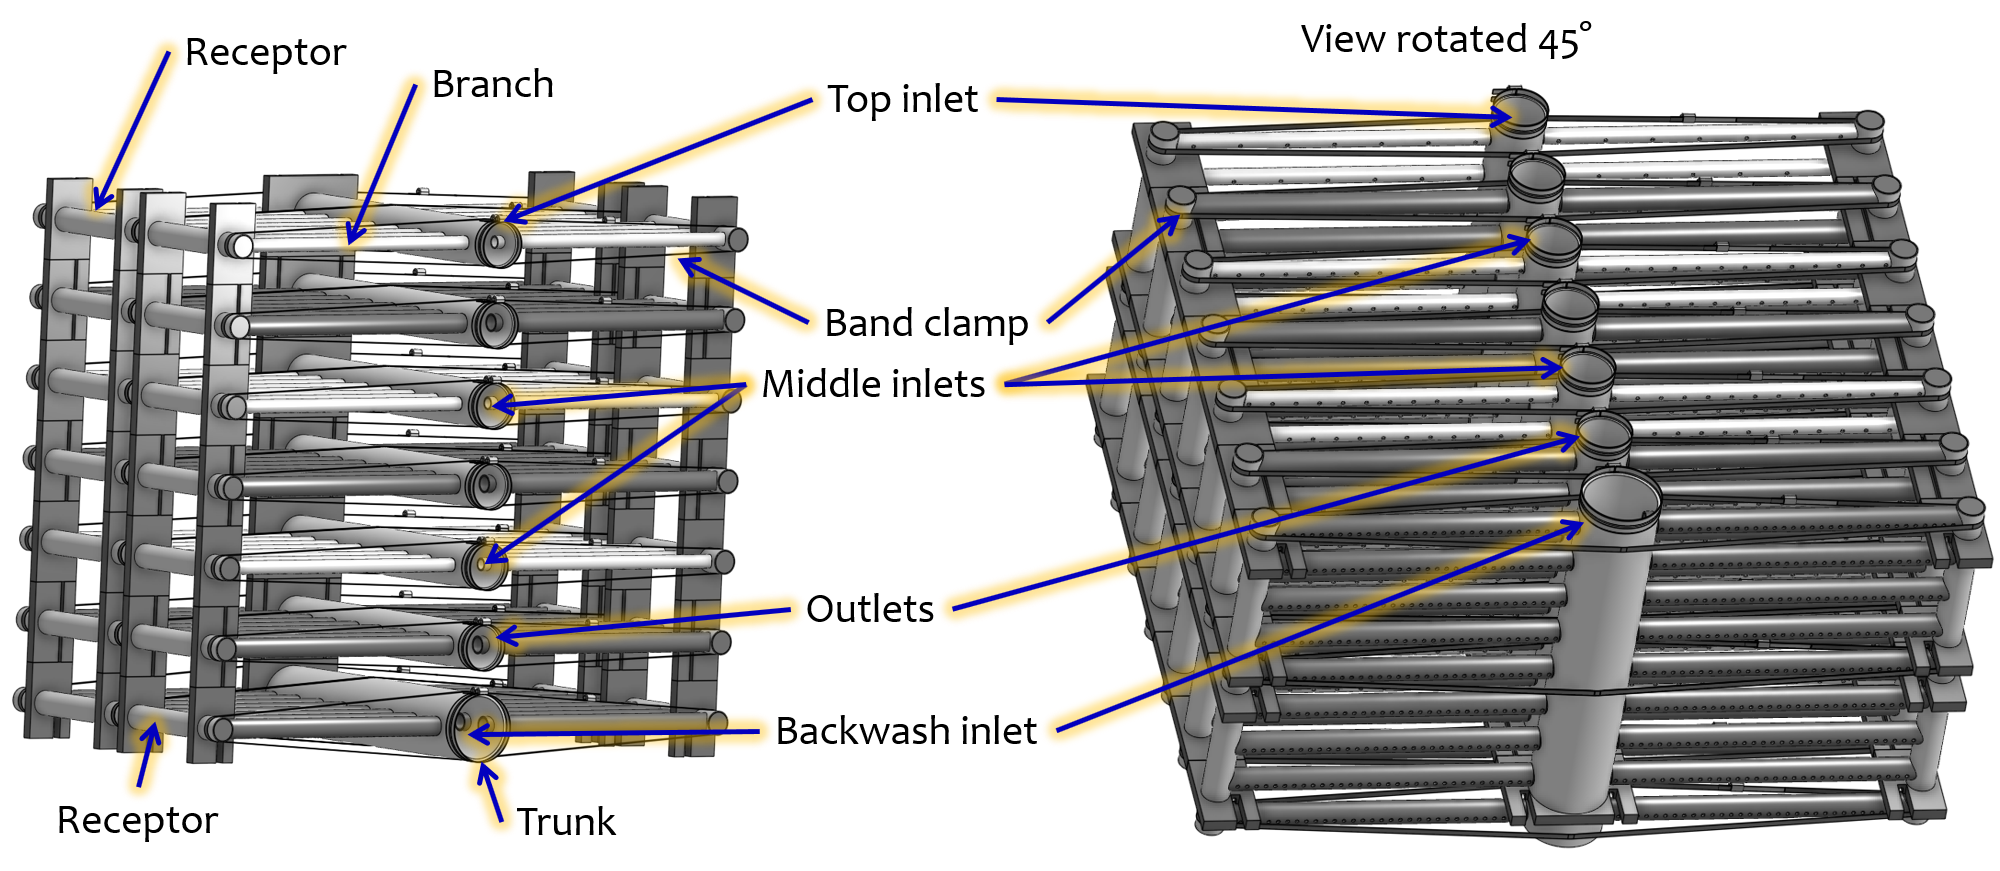 View rotated 45°
Receptor
Branch
Top inlet
Band clamp
Middle inlets
Outlets
Backwash inlet
Receptor
Trunk